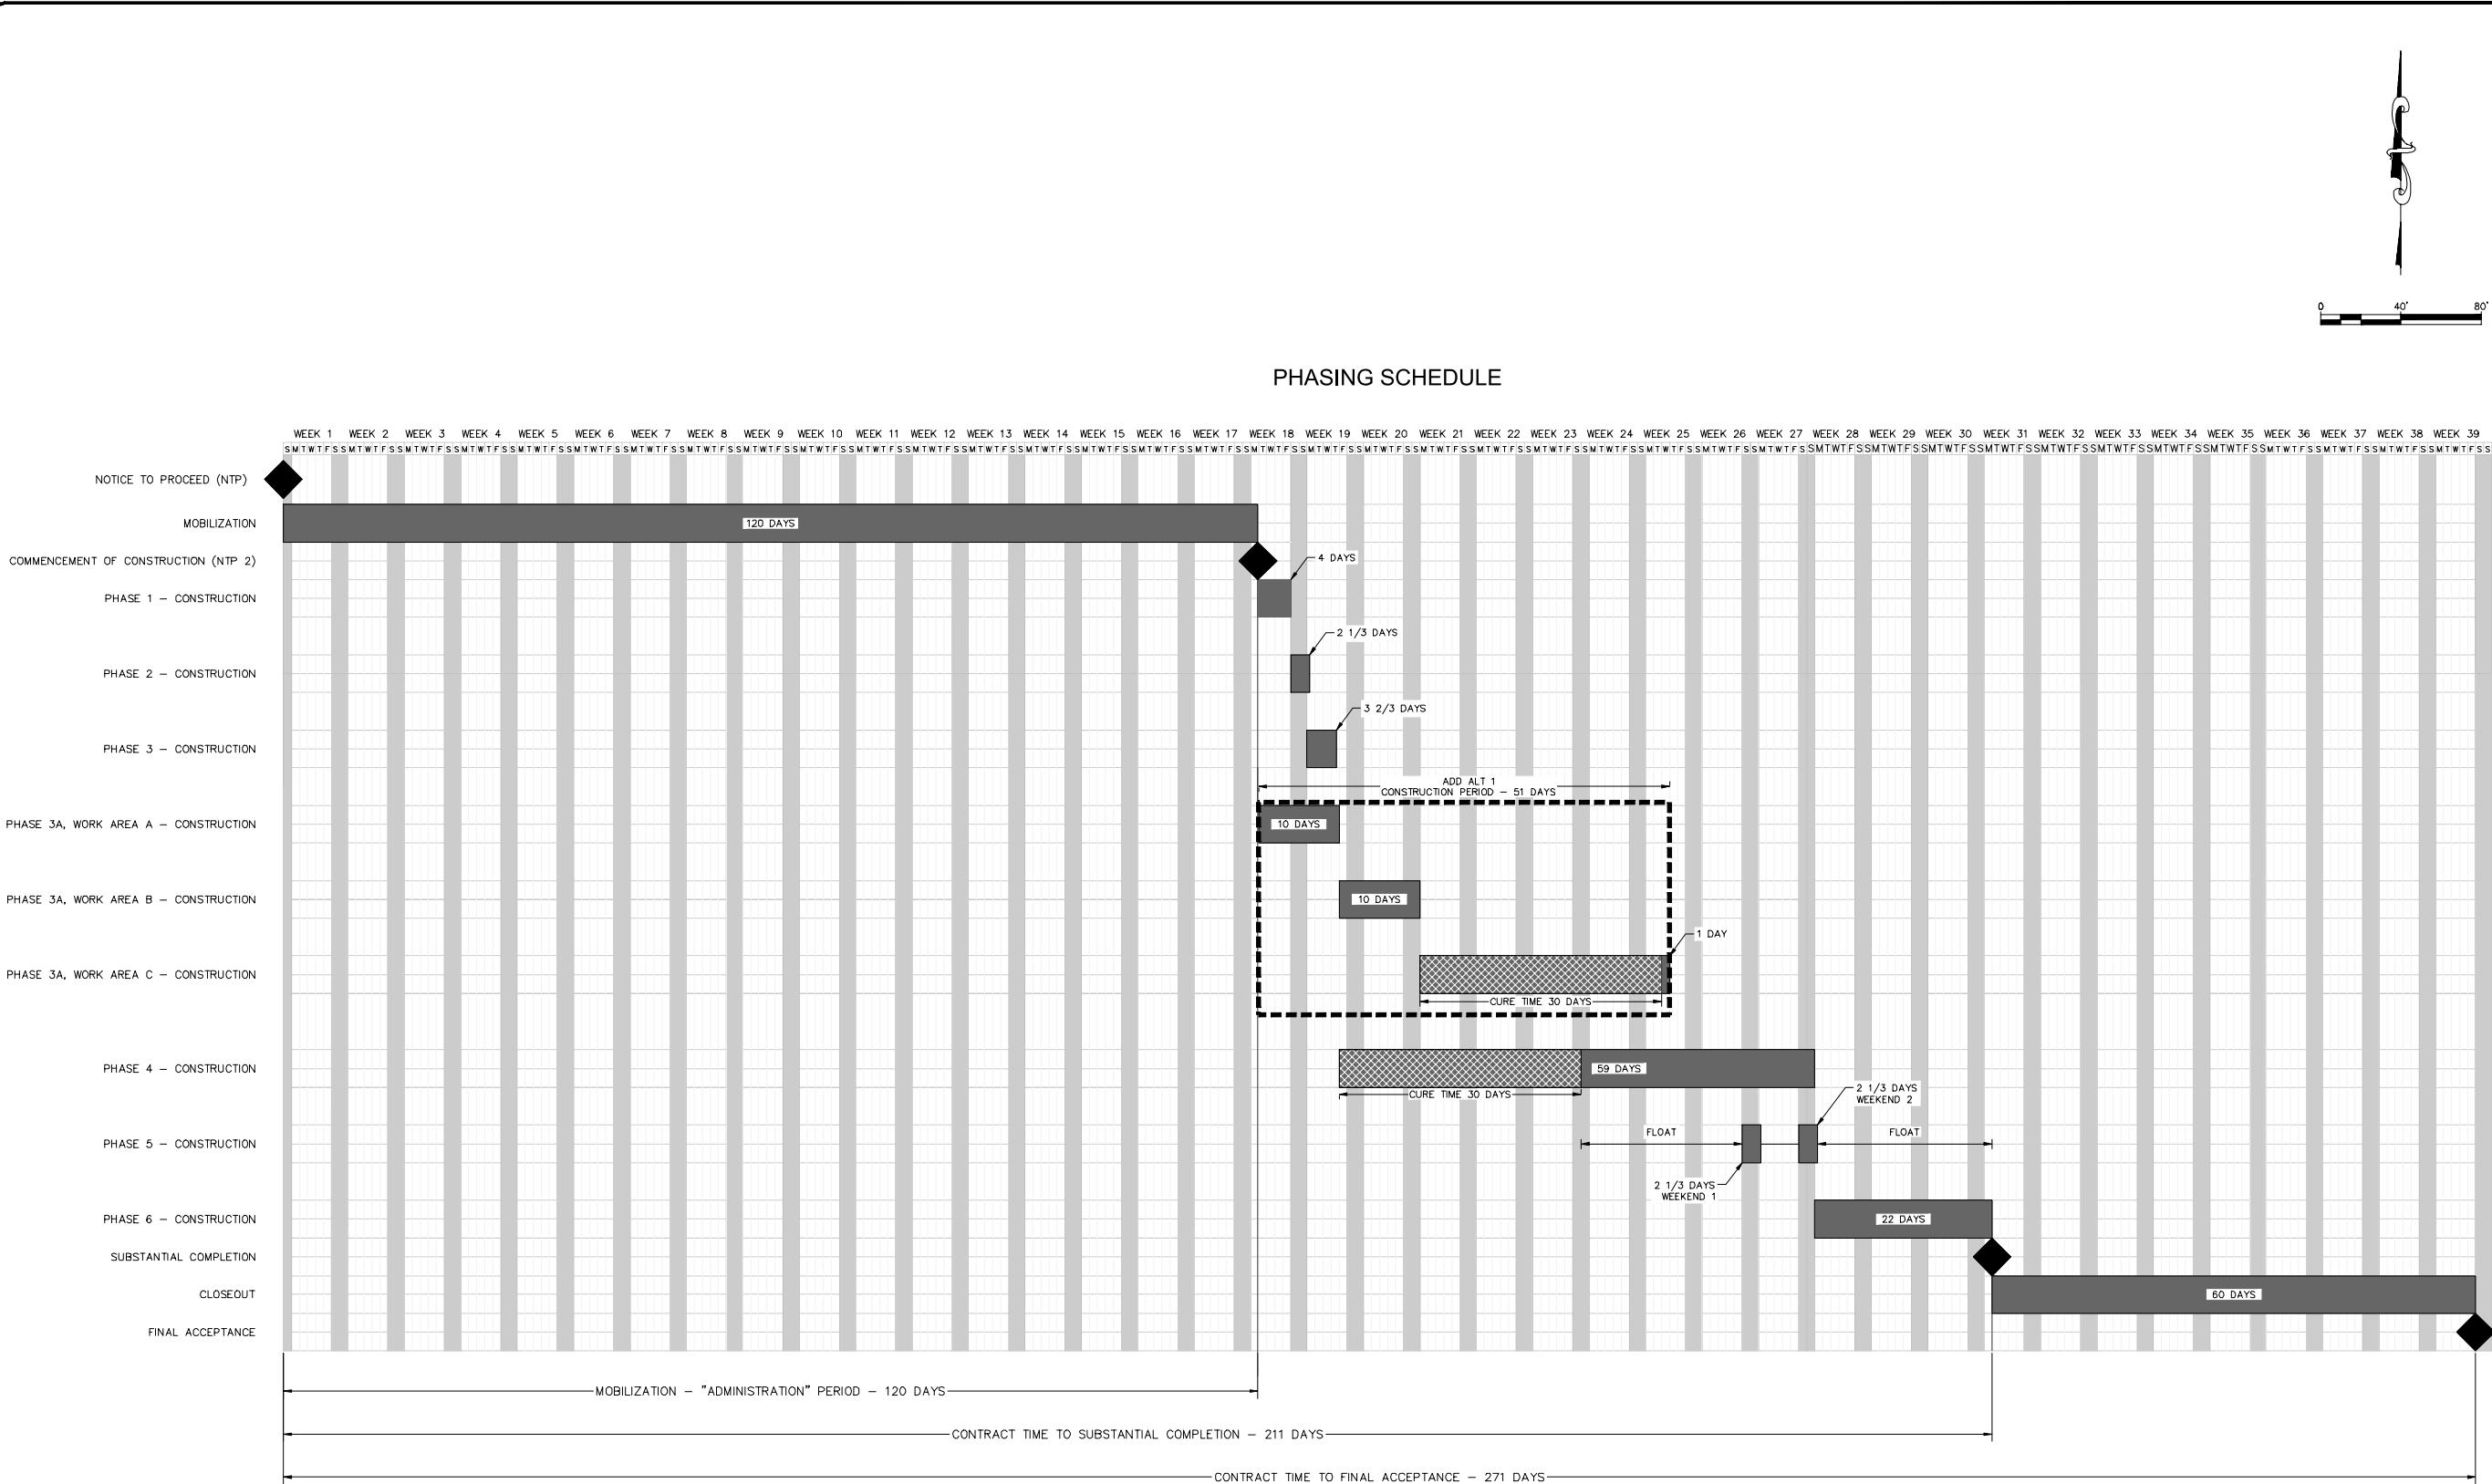 0 40' 80'
PHASING SCHEDULE
WEEK 1 WEEK 2 WEEK 3 WEEK 4 WEEK 5 WEEK 6 WEEK 7 WEEK 8 WEEK 9 WEEK 10 WEEK 11 WEEK 12 WEEK 13 WEEK 14 WEEK 15 WEEK 16 WEEK 17 WEEK 18 WEEK 19 WEEK 20 WEEK 21 WEEK 22 WEEK 23 WEEK 24 WEEK 25 WEEK 26 WEEK 27 WEEK 28 WEEK 29 WEEK 30 WEEK 31 WEEK 32 WEEK 33 WEEK 34 WEEK 35 WEEK 36 WEEK 37 WEEK 38 WEEK 39
S M T W T F S S M T W T F S S M T W T F S S M T W T F S S M T W T F S S M T W T F S S M T W T F S S M T W T F S S M T W T F S S M T W T F S S M T W T F S S M T W T F S S M T W T F S S M T W T F S S M T W T F S S M T W T F S S M T W T F S S M T W T F S S M T W T F S S M T W T F S S M T W T F S S M T W T F S S M T W T F S S M T W T F S S M T W T F S S M T W T F S S M T W T F S S M T W T F S S M T W T F S S M T W T F S S M T W T F S S M T W T F S S M T W T F S S M T W T F S S M T W T F S S M T W T F S S M T W T F S S M T W T F S S M T W T F S S
NOTICE TO PROCEED (NTP)
MOBILIZATION 120 DAYS
COMMENCEMENT OF CONSTRUCTION (NTP 2) 4 DAYS
PHASE 1 – CONSTRUCTION
2 1/3 DAYS
PHASE 2 – CONSTRUCTION
3 2/3 DAYS
PHASE 3 – CONSTRUCTION
ADD ALT 1
CONSTRUCTION PERIOD – 51 DAYS
PHASE 3A, WORK AREA A – CONSTRUCTION 10 DAYS
PHASE 3A, WORK AREA B – CONSTRUCTION 10 DAYS
1 DAY
PHASE 3A, WORK AREA C – CONSTRUCTION
CURE TIME 30 DAYS
PHASE 4 – CONSTRUCTION 59 DAYS
CURE TIME 30 DAYS
2 1/3 DAYS
WEEKEND 2
PHASE 5 – CONSTRUCTION FLOAT FLOAT
2 1/3 DAYS
WEEKEND 1
PHASE 6 – CONSTRUCTION 22 DAYS
SUBSTANTIAL COMPLETION
CLOSEOUT 60 DAYS
FINAL ACCEPTANCE
MOBILIZATION – "ADMINISTRATION" PERIOD – 120 DAYS
CONTRACT TIME TO SUBSTANTIAL COMPLETION – 211 DAYS
CONTRACT TIME TO FINAL ACCEPTANCE – 271 DAYS